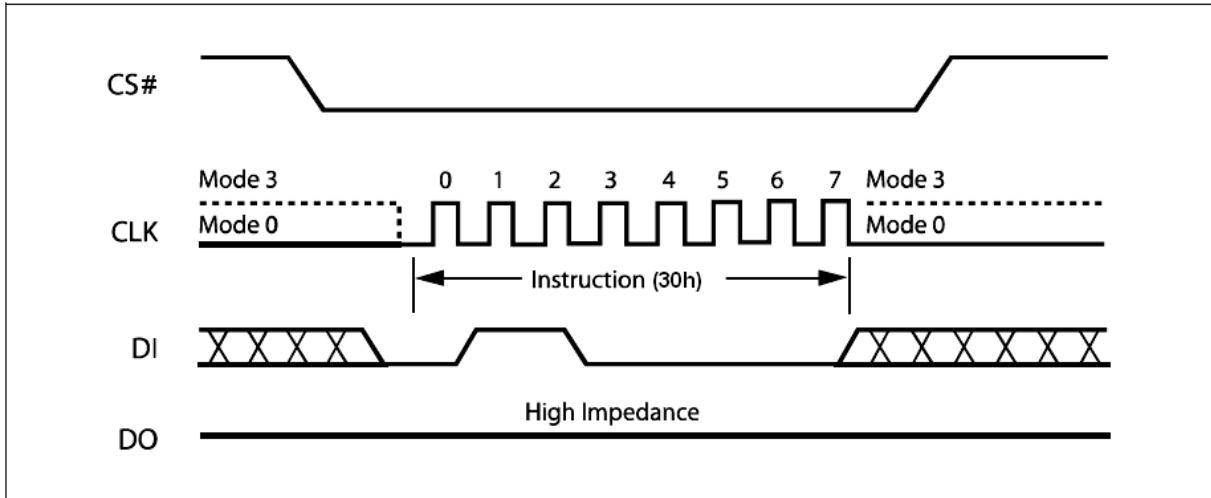 CS#
Mode 3 0 1 2 3 4 5 6 7 Mode 3
CLK Mode 0 Mode 0
Instruction (30h)
DI
High Impedance
DO